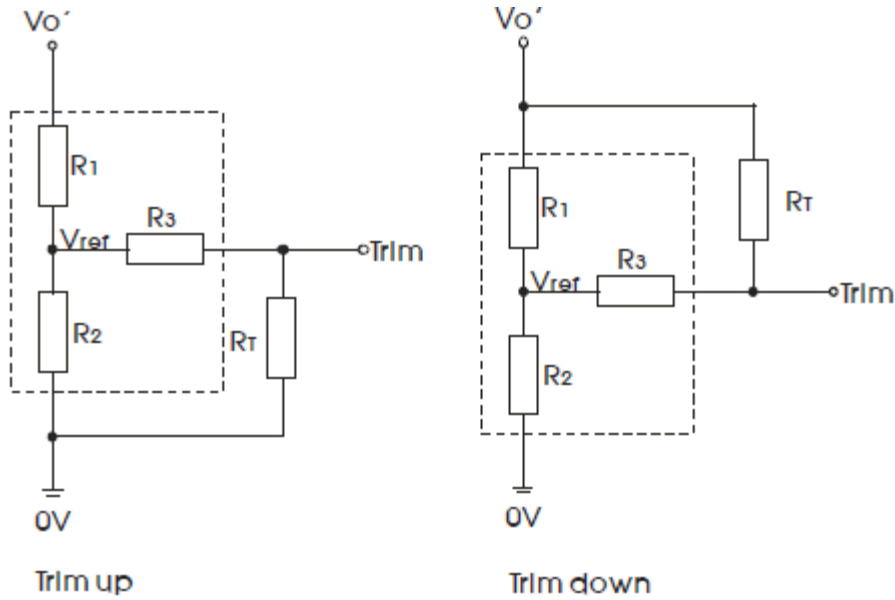 Vo'
R1
Vref
R3
Trim
R2
RT
0V
Trim up
Vo'
R1
RT
Vref
R3
Trim
R2
0V
Trim down